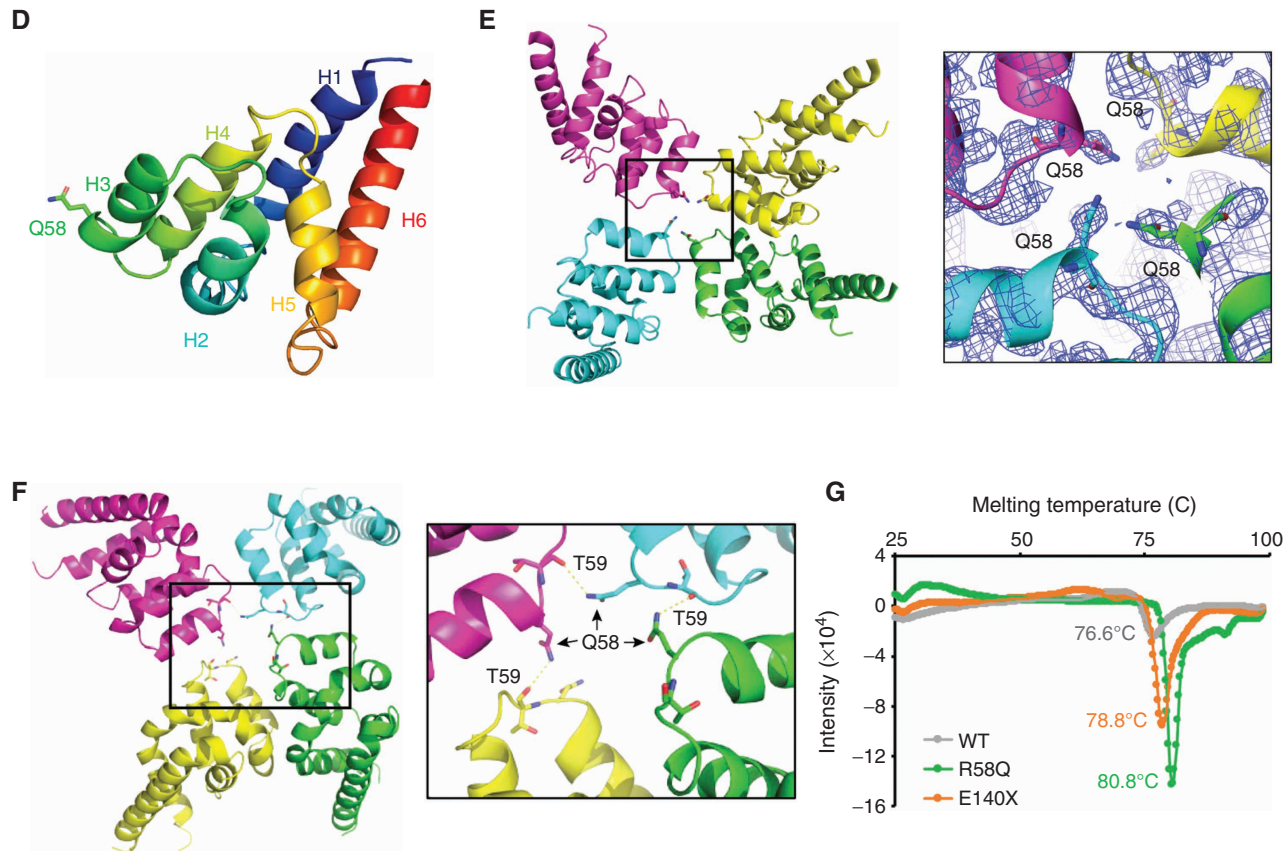 D
H1
H4
H3
Q58
H6
H5
H2
E
Q58
Q58
Q58
Q58
F
T59
T59
Q58
T59
G
Melting temperature (C)
25 50 75 100
4
0
−4
−8
−12
−16
Intensity (×10⁴)
76.6°C
78.8°C
80.8°C
WT
R58Q
E140X